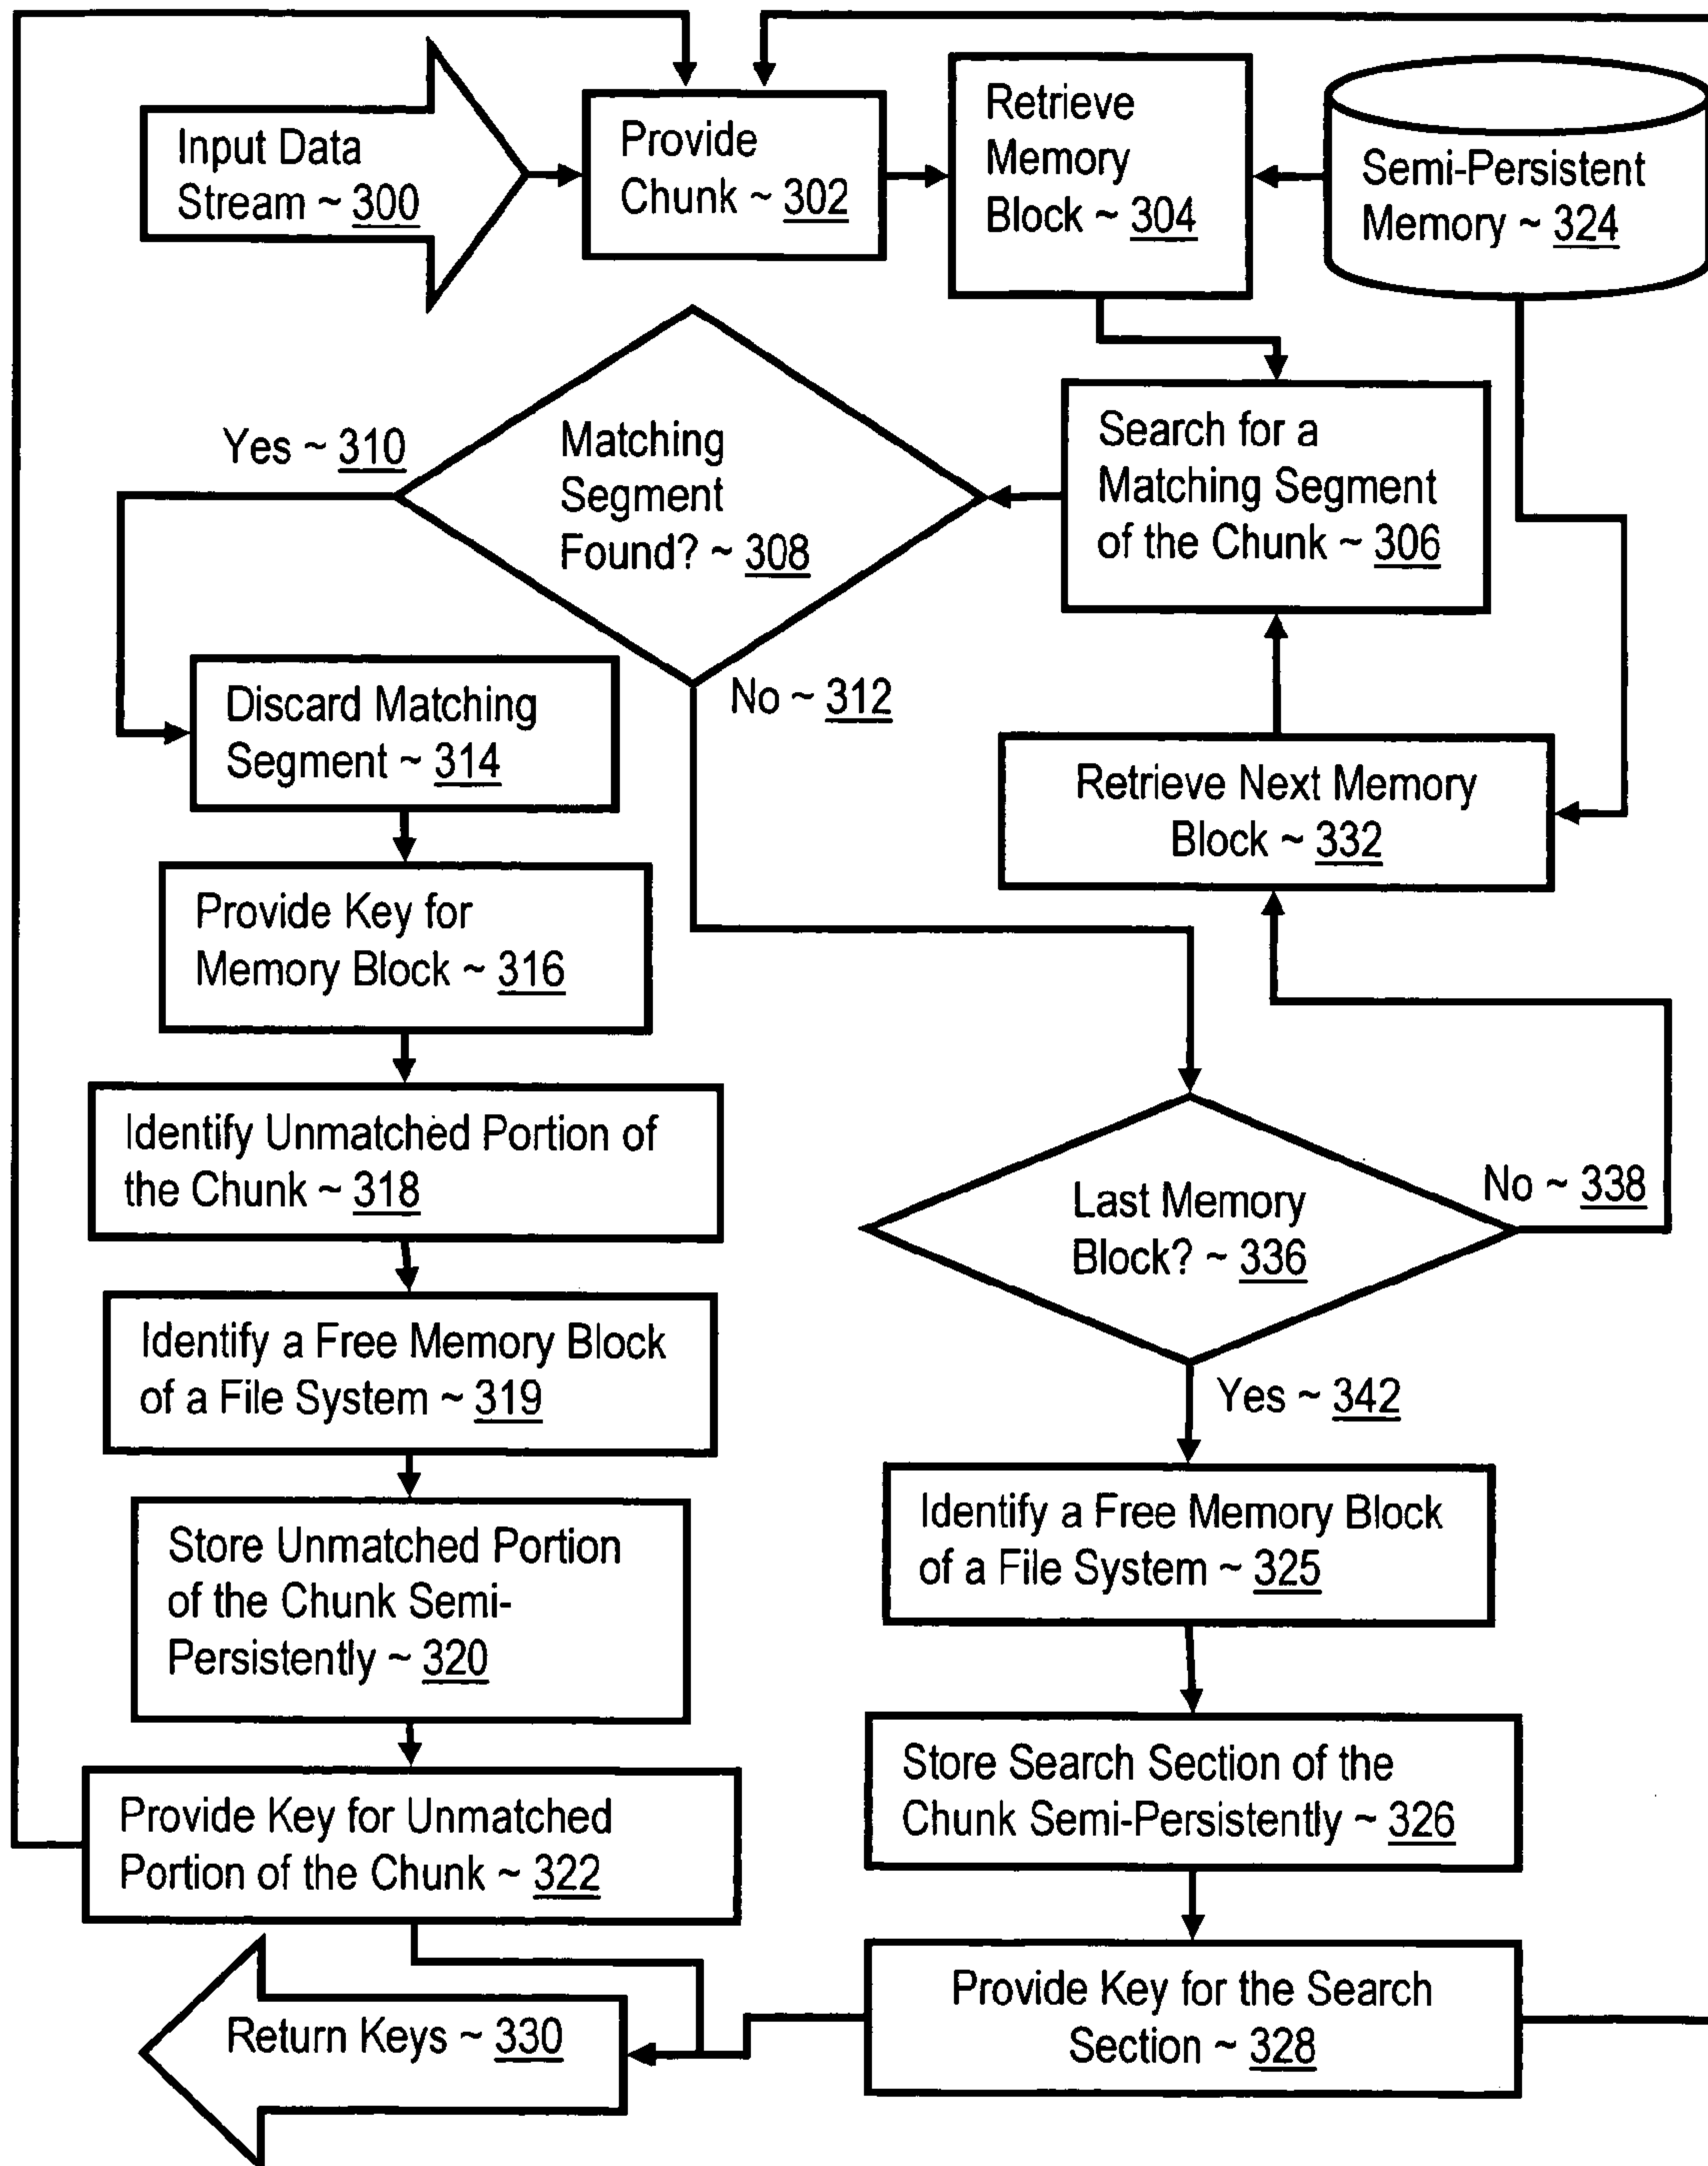 Input Data
Stream ~ 300
Provide
Chunk ~ 302
Retrieve
Memory
Block ~ 304
Semi-Persistent
Memory ~ 324
Yes ~ 310
Matching
Segment
Found? ~ 308
Search for a
Matching Segment
of the Chunk ~ 306
No ~ 312
Discard Matching
Segment ~ 314
Retrieve Next Memory
Block ~ 332
Provide Key for
Memory Block ~ 316
Identify Unmatched Portion of
the Chunk ~ 318
Last Memory
Block? ~ 336
No ~ 338
Identify a Free Memory Block
of a File System ~ 319
Yes ~ 342
Identify a Free Memory Block
of a File System ~ 325
Store Unmatched Portion
of the Chunk Semi-
Persistently ~ 320
Store Search Section of the
Chunk Semi-Persistently ~ 326
Provide Key for Unmatched
Portion of the Chunk ~ 322
Provide Key for the Search
Section ~ 328
Return Keys ~ 330